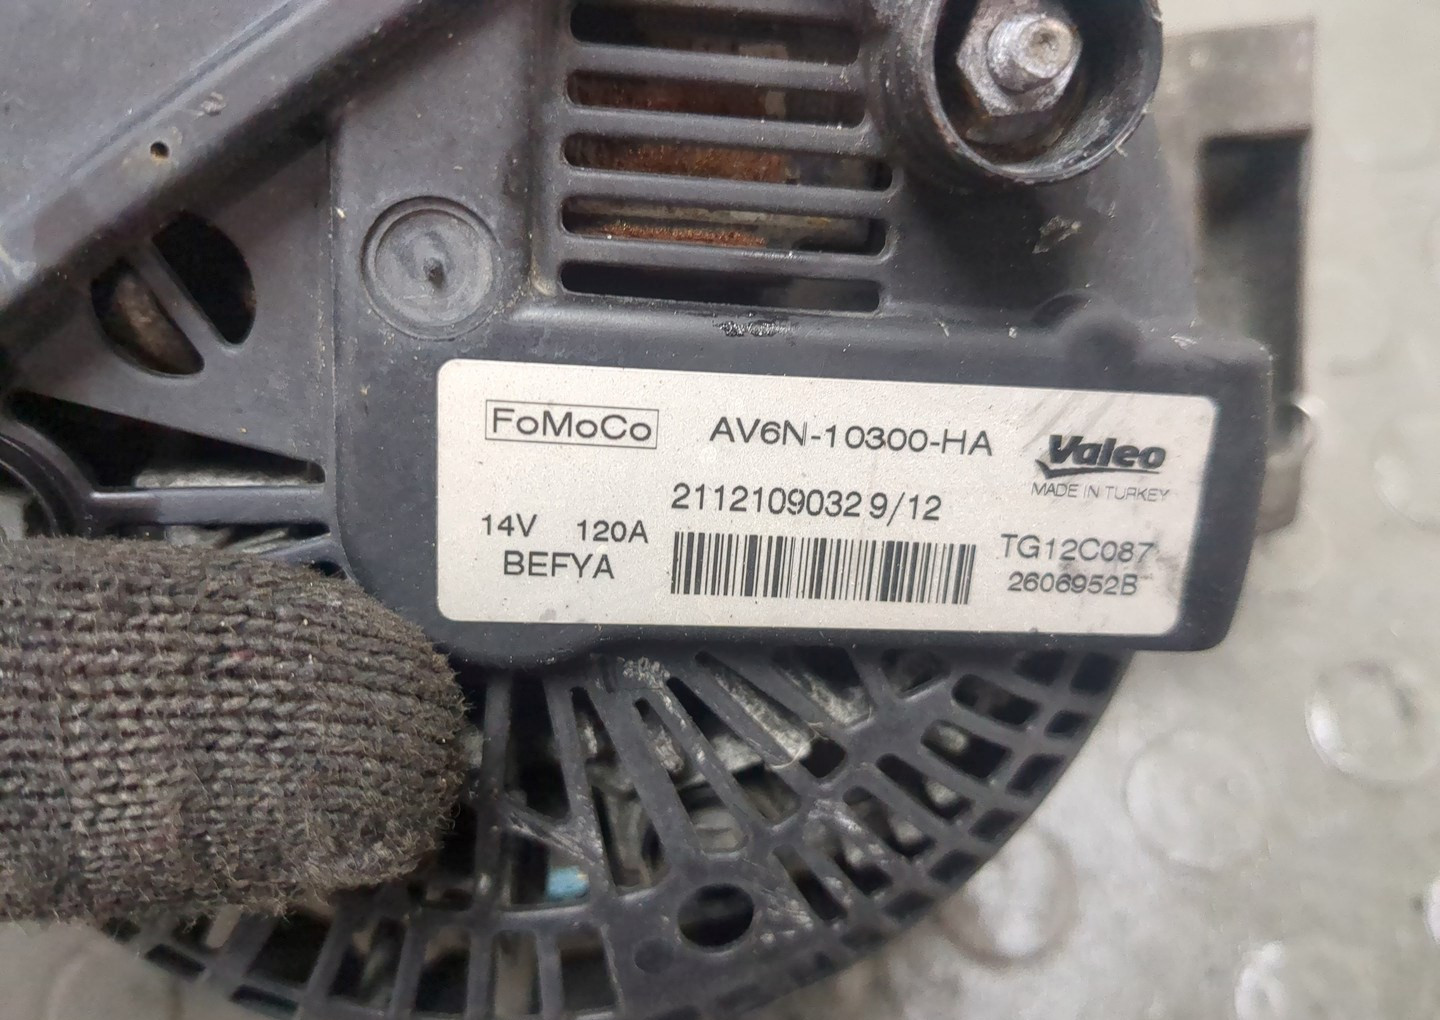 FoMoCo AV6N-10300-HA Valeo
MADE IN TURKEY
2112109032 9/12
14V 120A
BEFYA
TG12C087
2606952B